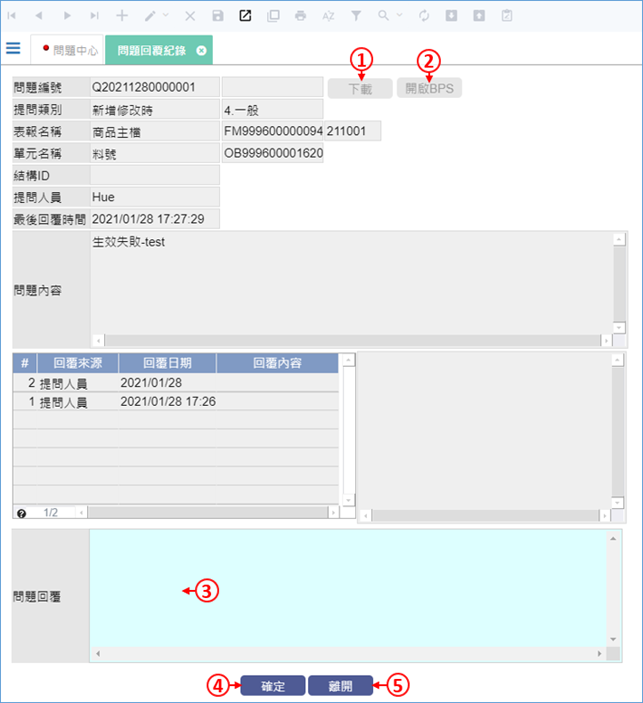 問題中心 問題回覆紀錄
① ②
問題編號 Q20211280000001 下載 開啟BPS
提問類別 新增修改時 4.一般
表報名稱 商品主檔 FM999600000094 211001
單元名稱 料號 OB999600001620
結構ID
提問人員 Hue
最後回覆時間 2021/01/28 17:27:29
問題內容 生效失敗-test
# 回覆來源 回覆日期 回覆內容
2 提問人員 2021/01/28
1 提問人員 2021/01/28 17:26
1/2
問題回覆 ③
④ 確定 離開 ⑤